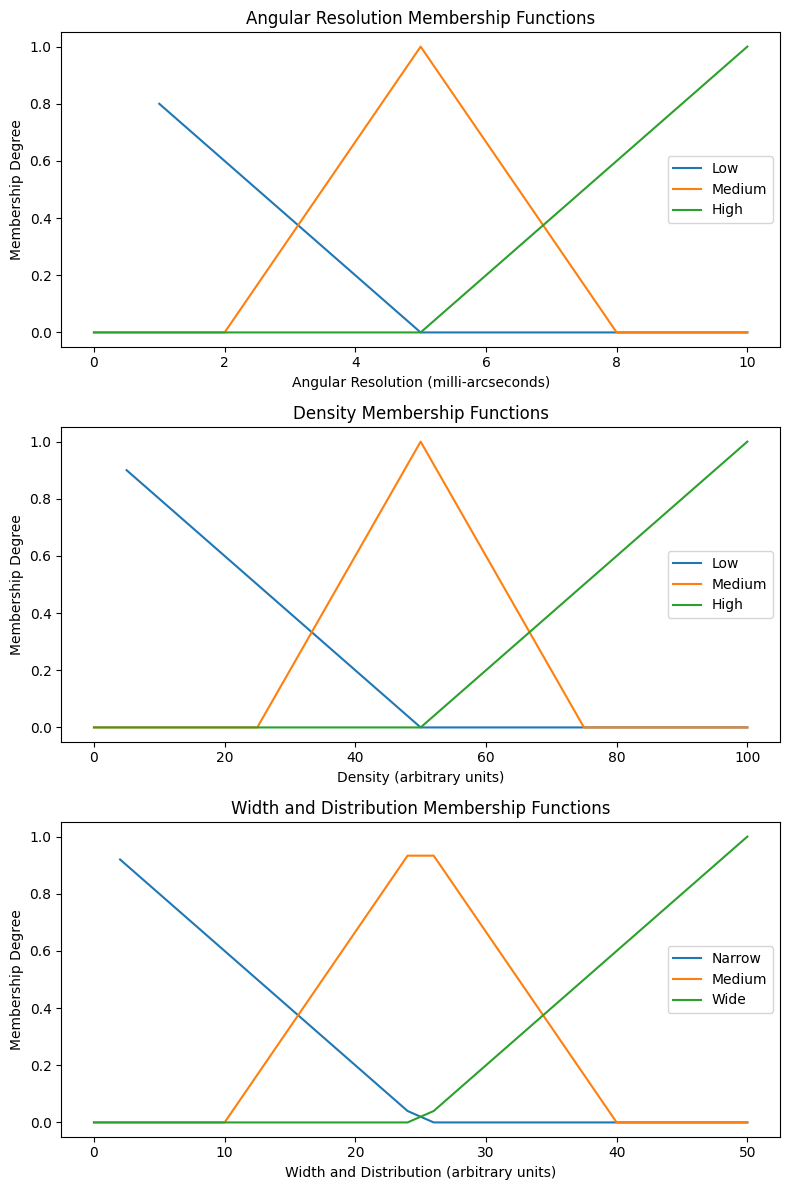 Angular Resolution Membership Functions
1.0
0.8
0.6
0.4
0.2
0.0
Membership Degree
Low
Medium
High
0 2 4 6 8 10
Angular Resolution (milli-arcseconds)
Density Membership Functions
1.0
0.8
0.6
0.4
0.2
0.0
Membership Degree
Low
Medium
High
0 20 40 60 80 100
Density (arbitrary units)
Width and Distribution Membership Functions
1.0
0.8
0.6
0.4
0.2
0.0
Membership Degree
Narrow
Medium
Wide
0 10 20 30 40 50
Width and Distribution (arbitrary units)